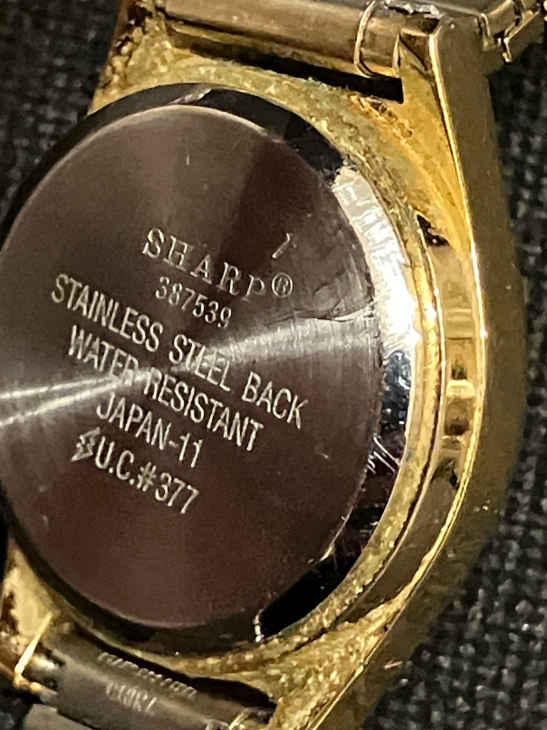 SHARP®
387539
STAINLESS STEEL BACK
WATER RESISTANT
JAPAN-11
U.C.#377